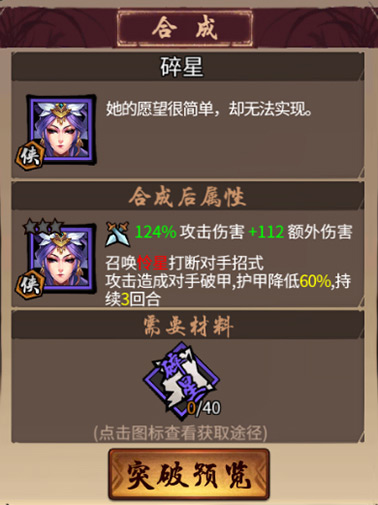 合成
碎星
她的愿望很简单，却无法实现。
侠
合成后属性
124% 攻击伤害 +112 额外伤害
召唤怜星打断对手招式
攻击造成对手破甲,护甲降低60%,持
续3回合
侠
需要材料
碎星
0/40
(点击图标查看获取途径)
突破预览